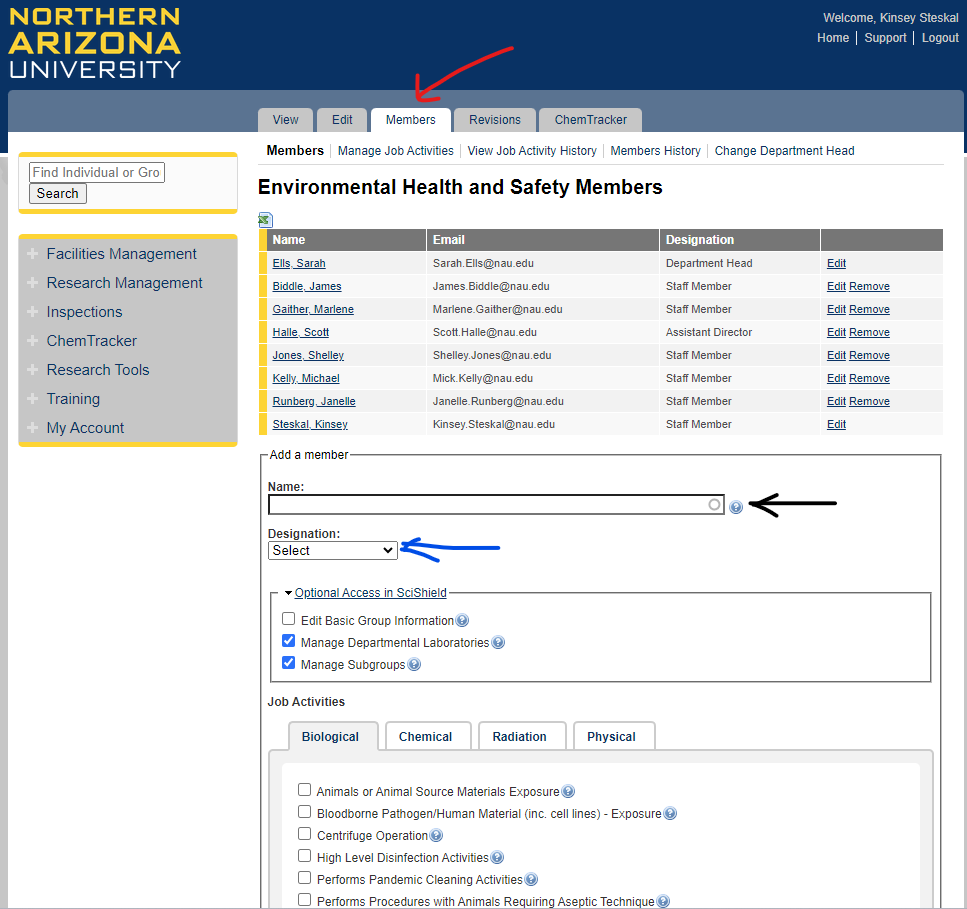 NORTHERN
ARIZONA
UNIVERSITY
Welcome, Kinsey Steskal
Home | Support | Logout
View Edit Members Revisions ChemTracker
Members | Manage Job Activities | View Job Activity History | Members History | Change Department Head
Find Individual or Gro
Search
Facilities Management
Research Management
Inspections
ChemTracker
Research Tools
Training
My Account
Environmental Health and Safety Members
Name Email Designation
Ells, Sarah Sarah.Ells@nau.edu Department Head Edit
Biddle, James James.Biddle@nau.edu Staff Member Edit Remove
Gaither, Marlene Marlene.Gaither@nau.edu Staff Member Edit Remove
Halle, Scott Scott.Halle@nau.edu Assistant Director Edit Remove
Jones, Shelley Shelley.Jones@nau.edu Staff Member Edit Remove
Kelly, Michael Mick.Kelly@nau.edu Staff Member Edit Remove
Runberg, Janelle Janelle.Runberg@nau.edu Staff Member Edit Remove
Steskal, Kinsey Kinsey.Steskal@nau.edu Staff Member Edit
Add a member
Name:
Designation:
Select
Optional Access in SciShield
Edit Basic Group Information
Manage Departmental Laboratories
Manage Subgroups
Job Activities
Biological Chemical Radiation Physical
Animals or Animal Source Materials Exposure
Bloodborne Pathogen/Human Material (inc. cell lines) - Exposure
Centrifuge Operation
High Level Disinfection Activities
Performs Pandemic Cleaning Activities
Performs Procedures with Animals Requiring Aseptic Technique